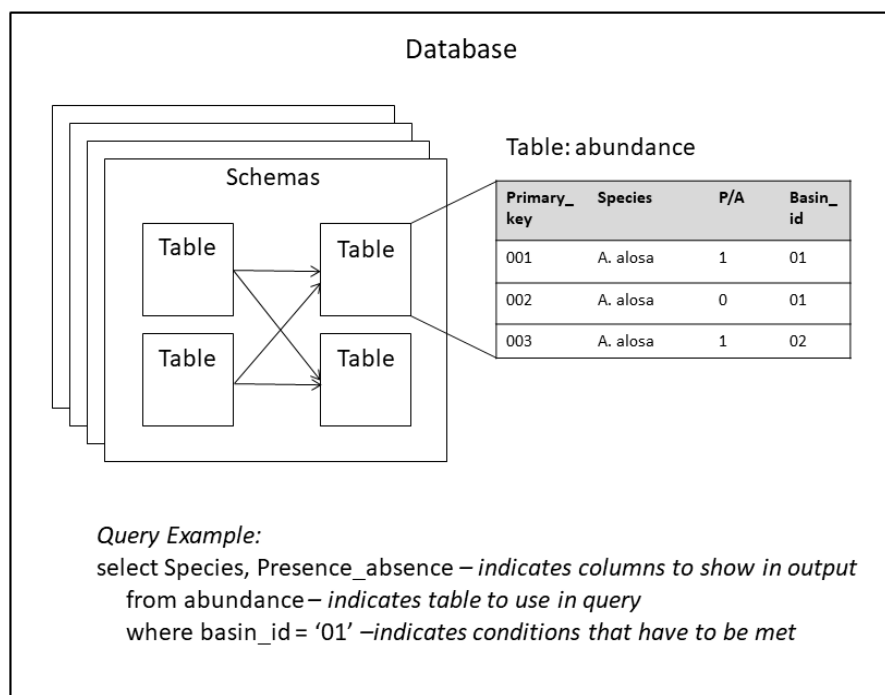 Database
Schemas
Table
Table
Table
Table
Table: abundance
Primary_ Species P/A Basin_
key id
001 A. alosa 1 01
002 A. alosa 0 01
003 A. alosa 1 02
Query Example:
select Species, Presence_absence – indicates columns to show in output
from abundance – indicates table to use in query
where basin_id = ‘01’ –indicates conditions that have to be met